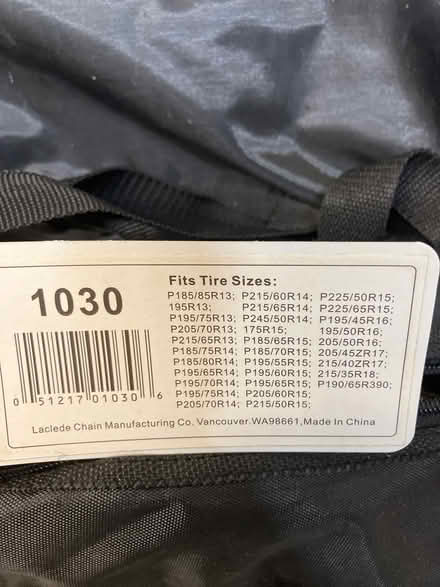 1030
0 51217 01030 6
Fits Tire Sizes:
P185/85R13; P215/60R14; P225/50R15;
195R13; P215/65R14; P225/65R15;
P195/75R13; P245/50R14; P195/45R16;
P205/70R13; 175R15; 195/50R16;
P215/65R13; P185/65R15; 205/50R16;
P185/75R14; P185/70R15; 205/45ZR17;
P185/80R14; P195/55R15; 215/40ZR17;
P195/65R14; P195/60R15; 215/35R18;
P195/70R14; P195/65R15; P190/65R390;
P195/75R14; P205/60R15;
P205/70R14; P215/50R15;
Laclede Chain Manufacturing Co. Vancouver.WA98661,Made In China